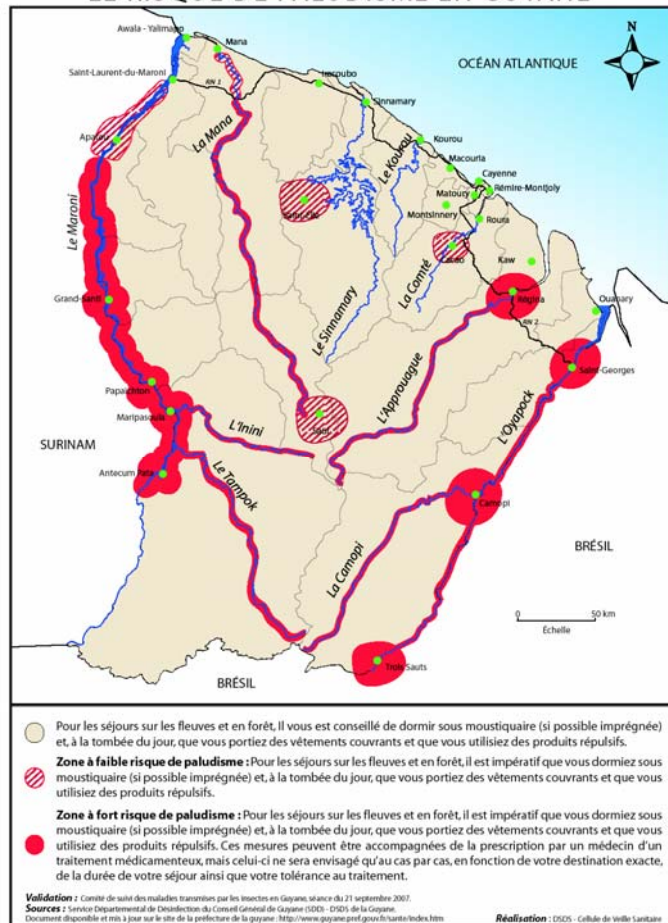 Awala - Yalimapo
Mana
Saint-Laurent-du-Maroni
RN 1
Iracoubo
OCÉAN ATLANTIQUE
Sinnamary
Apatou
La Mana
Le Kourou
Kourou
Macouria
Cayenne
Matoury
Rémire-Montjoly
Montsinnery
Roura
Cacao
Kaw
Le Maroni
La Comté
Le Sinnamary
Grand-Santi
Régina
RN 2
Ouanary
Saint-Georges
L'Approuague
Papaïchton
Maripasoula
L'Inini
Saül
SURINAM
L'Oyapock
Antecum Pata
Le Tampok
Camopi
La Camopi
BRÉSIL
0 50 km
Échelle
Trois Sauts
BRÉSIL
Pour les séjours sur les fleuves et en forêt, Il vous est conseillé de dormir sous moustiquaire (si possible imprégnée)
et, à la tombée du jour, que vous portiez des vêtements couvrants et que vous utilisiez des produits répulsifs.
Zone à faible risque de paludisme : Pour les séjours sur les fleuves et en forêt, il est impératif que vous dormiez sous
moustiquaire (si possible imprégnée) et, à la tombée du jour, que vous portiez des vêtements couvrants et que vous
utilisiez des produits répulsifs.
Zone à fort risque de paludisme : Pour les séjours sur les fleuves et en forêt, il est impératif que vous dormiez sous
moustiquaire (si possible imprégnée) et, à la tombée du jour, que vous portiez des vêtements couvrants et que vous
utilisiez des produits répulsifs. Ces mesures peuvent être accompagnées de la prescription par un médecin d'un
traitement médicamenteux, mais celui-ci ne sera envisagé qu'au cas par cas, en fonction de votre destination exacte,
de la durée de votre séjour ainsi que votre tolérance au traitement.
Validation : Comité de suivi des maladies transmises par les insectes en Guyane, séance du 21 septembre 2007.
Sources : Service Départemental de Désinfection du Conseil Général de Guyane (SDD) - DSDS de la Guyane.
Document disponible et mis à jour sur le site de la préfecture de la guyane : http://www.guyane.pref.gouv.fr/sante/index.htm Réalisation : DSDS - Cellule de Veille Sanitaire